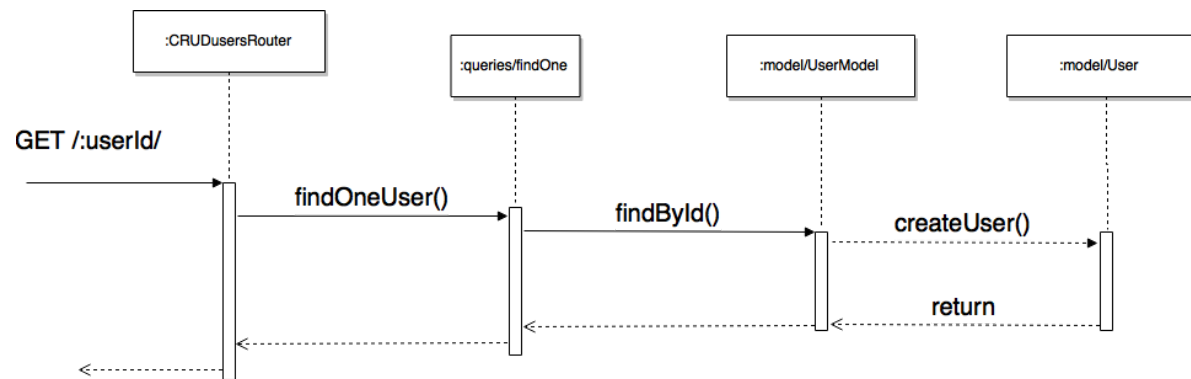 :CRUDusersRouter
:queries/findOne
:model/UserModel
:model/User
GET /:userId/
findOneUser()
findById()
createUser()
return